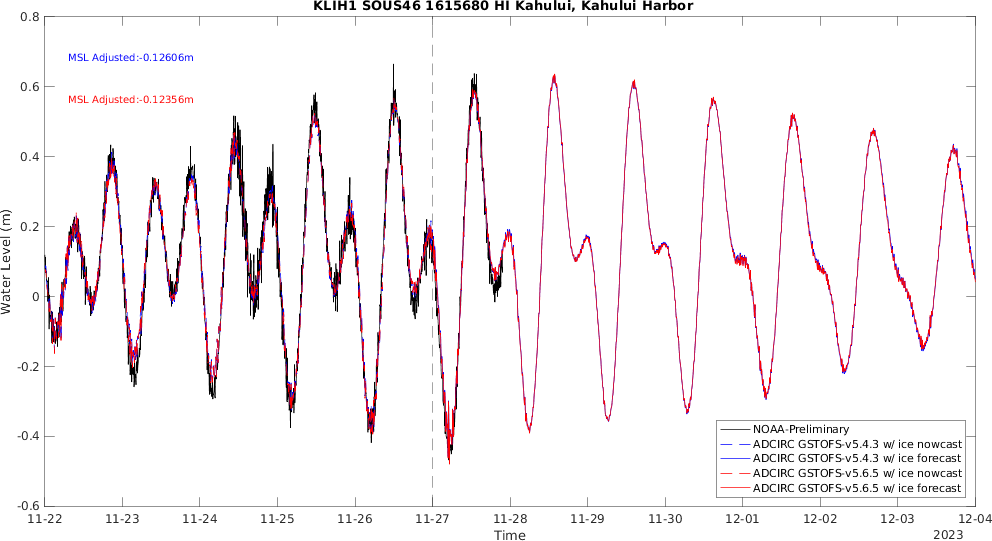 KLIH1 SOUS46 1615680 HI Kahului, Kahului Harbor
0.8
0.6
0.4
0.2
0
-0.2
-0.4
-0.6
Water Level (m)
MSL Adjusted:-0.12606m
MSL Adjusted:-0.12356m
NOAA-Preliminary
ADCIRC GSTOFS-v5.4.3 w/ ice nowcast
ADCIRC GSTOFS-v5.4.3 w/ ice forecast
ADCIRC GSTOFS-v5.6.5 w/ ice nowcast
ADCIRC GSTOFS-v5.6.5 w/ ice forecast
11-22 11-23 11-24 11-25 11-26 11-27 11-28 11-29 11-30 12-01 12-02 12-03 12-04
Time
2023